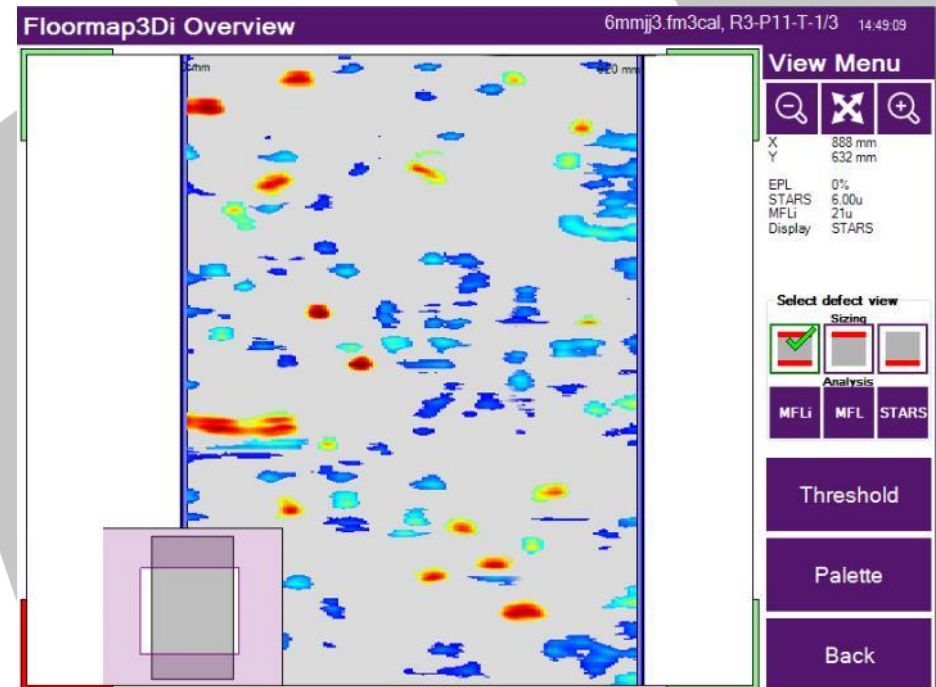 Floormap3Di Overview
6mmjj3.fm3cal, R3-P11-T-1/3 14:49:09
View Menu
X 888 mm
Y 632 mm
EPL 0%
STARS 6.00u
MFLi 21u
Display STARS
Select defect view
Sizing
Analysis
MFLi MFL STARS
Threshold
Palette
Back